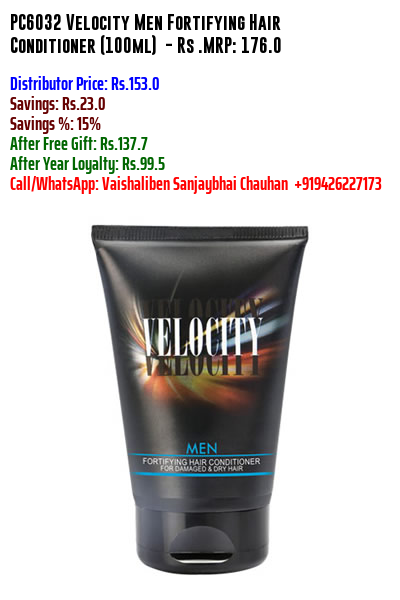 PC6032 Velocity Men Fortifying Hair
Conditioner (100ml) - Rs .MRP: 176.0
Distributor Price: Rs.153.0
Savings: Rs.23.0
Savings %: 15%
After Free Gift: Rs.137.7
After Year Loyalty: Rs.99.5
Call/WhatsApp: Vaishaliben Sanjaybhai Chauhan +919426227173
VELOCITY
VELOCITY
VELOCITY
MEN
FORTIFYING HAIR CONDITIONER
FOR DAMAGED & DRY HAIR